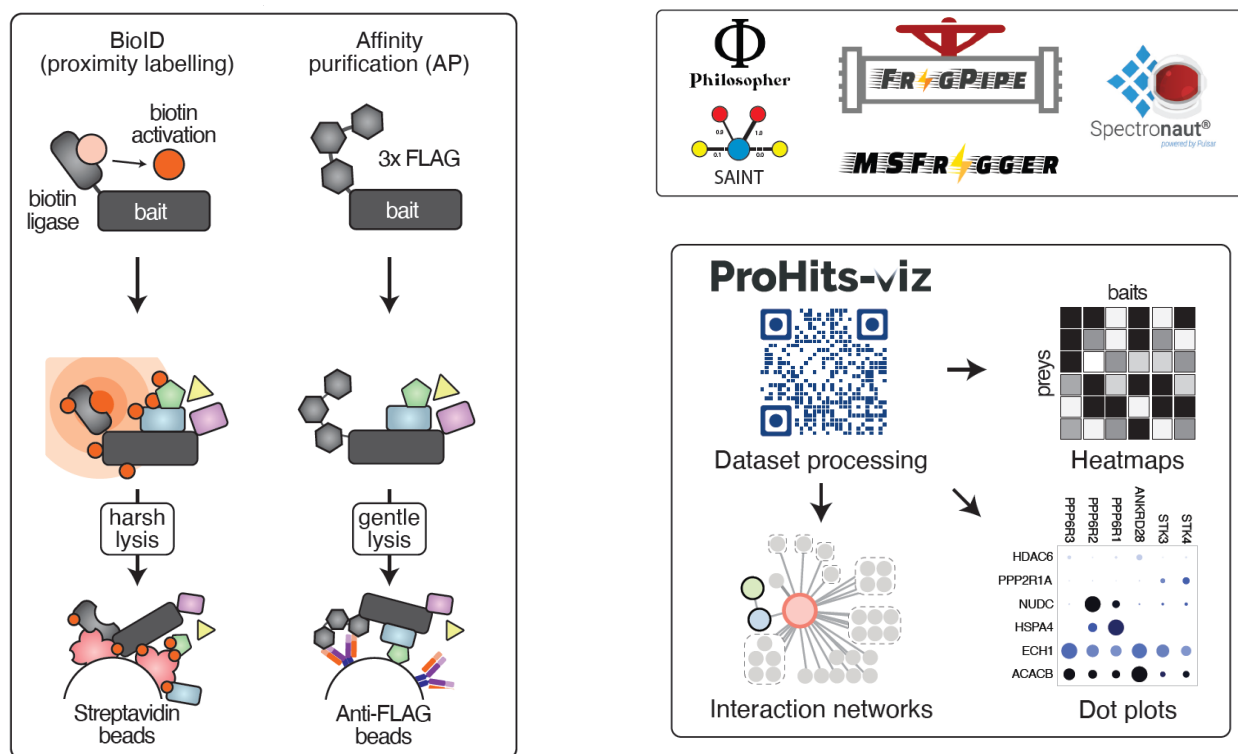 BioID
(proximity labelling)
biotin
activation
biotin
ligase
bait
harsh
lysis
Streptavidin
beads
Affinity
purification (AP)
3x FLAG
bait
gentle
lysis
Anti-FLAG
beads
Φ
Philosopher
FRAGPIPE
Spectronaut®
powered by Pulsar
0.9
1.0
0.1
0.0
SAINT
MSFRAGGER
ProHits-viz
Dataset processing
baits
preys
Heatmaps
Interaction networks
PPP6R3
PPP6R2
PPP6R1
ANKRD28
STK3
STK4
HDAC6
PPP2R1A
NUDC
HSPA4
ECH1
ACACB
Dot plots